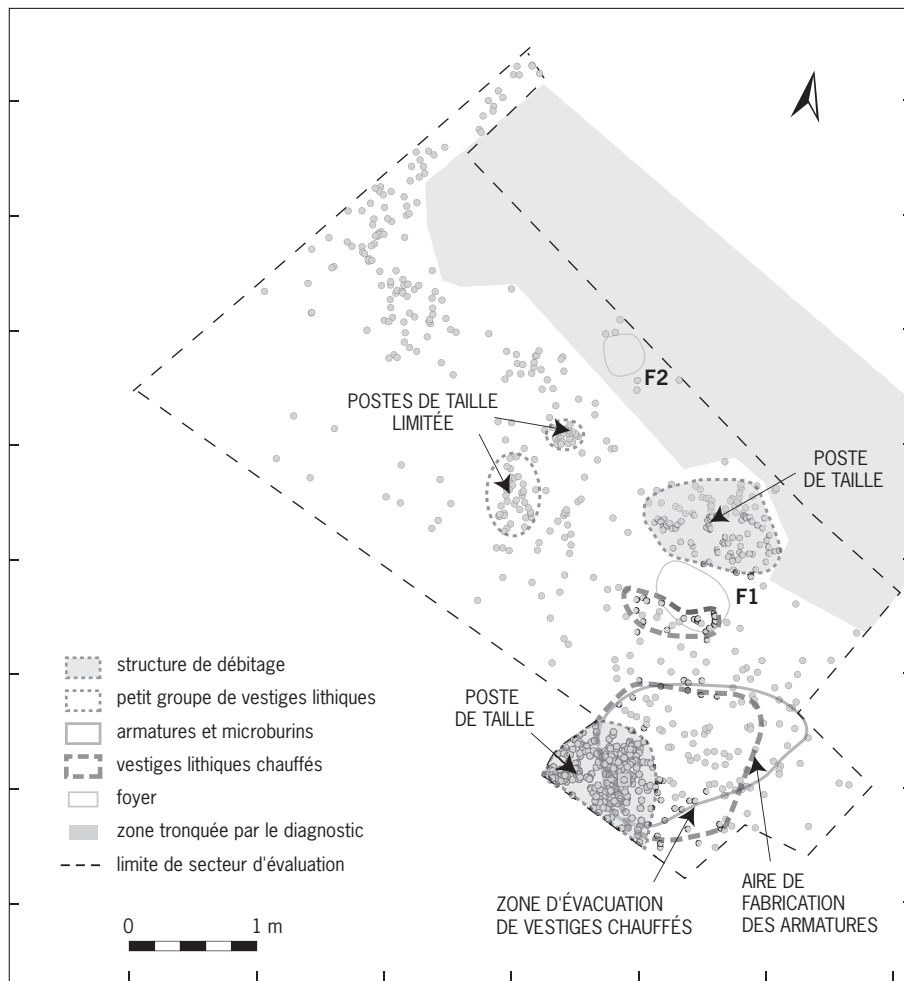 F2
POSTES DE TAILLE
LIMITÉE
POSTE
DE TAILLE
F1
structure de débitage
petit groupe de vestiges lithiques
armatures et microburins
vestiges lithiques chauffés
foyer
zone tronquée par le diagnostic
limite de secteur d'évaluation
POSTE
DE TAILLE
ZONE D'ÉVACUATION
DE VESTIGES CHAUFFÉS
AIRE DE
FABRICATION
DES ARMATURES
0 1 m